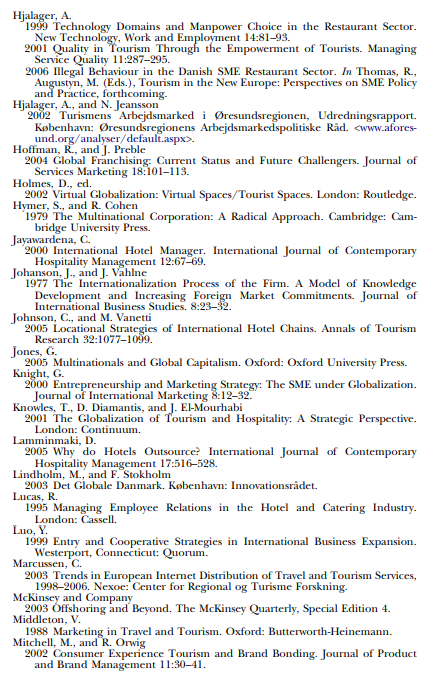 Hjalager, A.
1999 Technology Domains and Manpower Choice in the Restaurant Sector.
New Technology, Work and Employment 14:81–93.
2001 Quality in Tourism Through the Empowerment of Tourists. Managing
Service Quality 11:287–295.
2006 Illegal Behaviour in the Danish SME Restaurant Sector. In Thomas, R.,
Augustyn, M. (Eds.), Tourism in the New Europe: Perspectives on SME Policy
and Practice, forthcoming.
Hjalager, A., and N. Jeansson
2002 Turismens Arbejdsmarked i Øresundsregionen, Udredningsrapport.
København: Øresundsregionens Arbejdsmarkedspolitiske Råd. <www.afores-
und.org/analyser/default.aspx>.
Hoffman, R., and J. Preble
2004 Global Franchising: Current Status and Future Challengers. Journal of
Services Marketing 18:101–113.
Holmes, D., ed.
2002 Virtual Globalization: Virtual Spaces/Tourist Spaces. London: Routledge.
Hymer, S., and R. Cohen
1979 The Multinational Corporation: A Radical Approach. Cambridge: Cam-
bridge University Press.
Jayawardena, C.
2000 International Hotel Manager. International Journal of Contemporary
Hospitality Management 12:67–69.
Johanson, J., and J. Vahlne
1977 The Internationalization Process of the Firm. A Model of Knowledge
Development and Increasing Foreign Market Commitments. Journal of
International Business Studies. 8:23–32.
Johnson, C., and M. Vanetti
2005 Locational Strategies of International Hotel Chains. Annals of Tourism
Research 32:1077–1099.
Jones, G.
2005 Multinationals and Global Capitalism. Oxford: Oxford University Press.
Knight, G.
2000 Entrepreneurship and Marketing Strategy: The SME under Globalization.
Journal of International Marketing 8:12–32.
Knowles, T., D. Diamantis, and J. El-Mourhabi
2001 The Globalization of Tourism and Hospitality: A Strategic Perspective.
London: Continuum.
Lamminmaki, D.
2005 Why do Hotels Outsource? International Journal of Contemporary
Hospitality Management 17:516–528.
Lindholm, M., and F. Stokholm
2003 Det Globale Danmark. København: Innovationsrådet.
Lucas, R.
1995 Managing Employee Relations in the Hotel and Catering Industry.
London: Cassell.
Luo, Y.
1999 Entry and Cooperative Strategies in International Business Expansion.
Westerport, Connecticut: Quorum.
Marcussen, C.
2003 Trends in European Internet Distribution of Travel and Tourism Services,
1998–2006. Nexoe: Center for Regional og Turisme Forskning.
McKinsey and Company
2003 Offshoring and Beyond. The McKinsey Quarterly, Special Edition 4.
Middleton, V.
1988 Marketing in Travel and Tourism. Oxford: Butterworth-Heinemann.
Mitchell, M., and R. Orwig
2002 Consumer Experience Tourism and Brand Bonding. Journal of Product
and Brand Management 11:30–41.